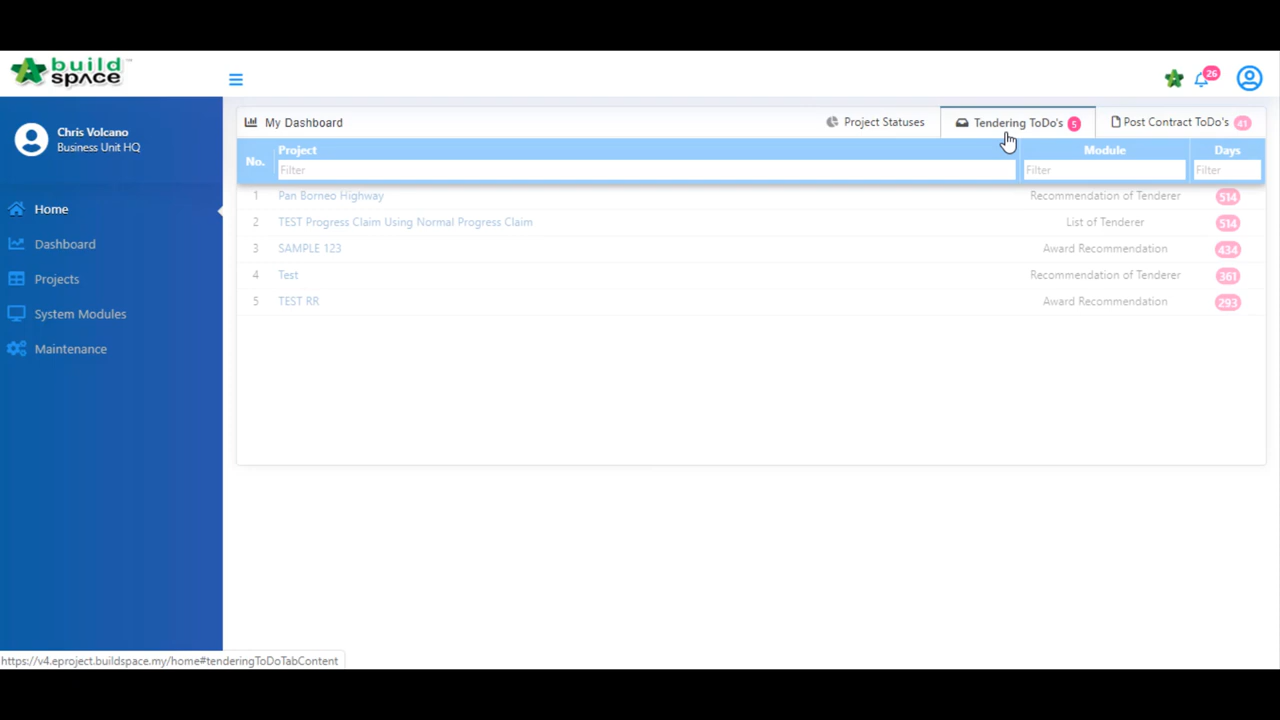 build
space™
26
Chris Volcano
Business Unit HQ
Home
Dashboard
Projects
System Modules
Maintenance
My Dashboard
Project Statuses
Tendering ToDo's 5
Post Contract ToDo's 41
No. Project Module Days
Filter Filter Filter
1 Pan Borneo Highway Recommendation of Tenderer 514
2 TEST Progress Claim Using Normal Progress Claim List of Tenderer 514
3 SAMPLE 123 Award Recommendation 434
4 Test Recommendation of Tenderer 361
5 TEST RR Award Recommendation 293
https://v4.eproject.buildspace.my/home#tenderingToDoTabContent